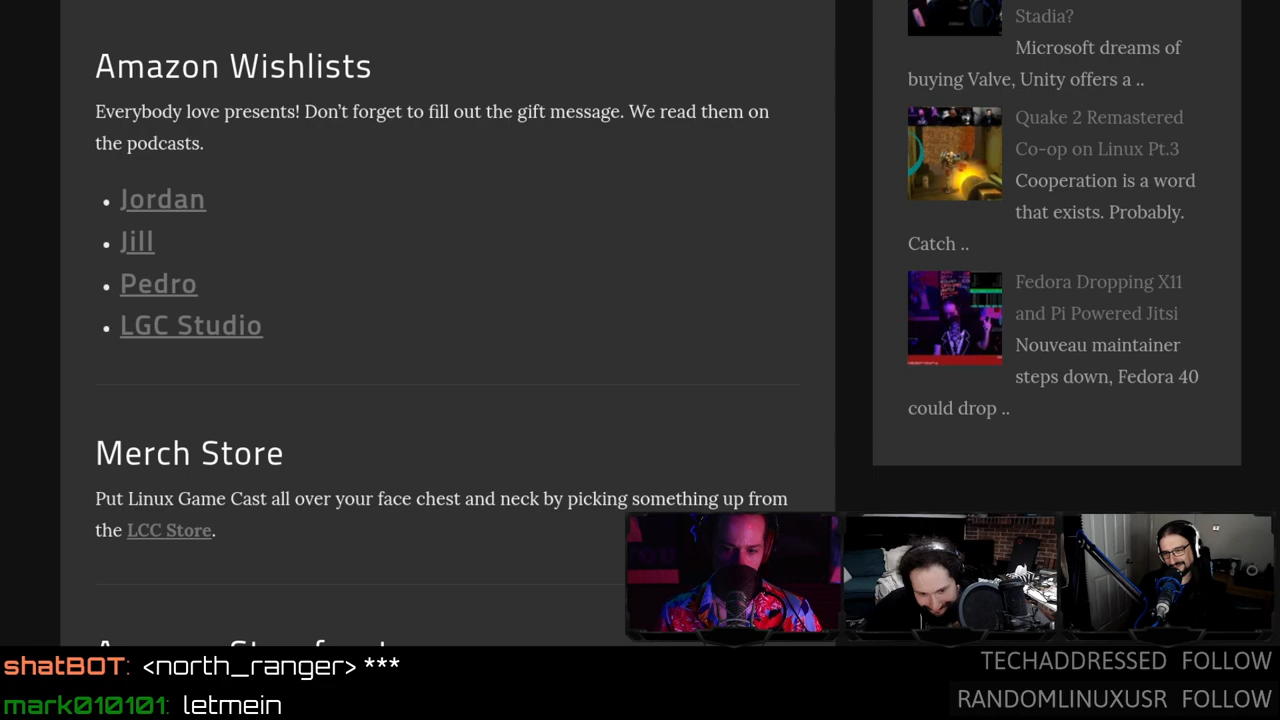 Amazon Wishlists
Everybody love presents! Don't forget to fill out the gift message. We read them on
the podcasts.
• Jordan
• Jill
• Pedro
• LGC Studio
Merch Store
Put Linux Game Cast all over your face chest and neck by picking something up from
the LCC Store.
Stadia?
Microsoft dreams of
buying Valve, Unity offers a ..
Quake 2 Remastered
Co-op on Linux Pt.3
Cooperation is a word
that exists. Probably.
Catch ..
Fedora Dropping X11
and Pi Powered Jitsi
Nouveau maintainer
steps down, Fedora 40
could drop ..
shatBOT: <north_ranger> ***
mark010101: letmein
TECHADDRESSED FOLLOW
RANDOMLINUXUSR FOLLOW